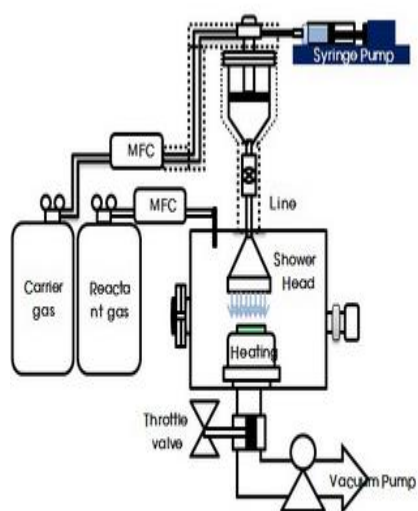 Syringe Pump
MFC
MFC
Line
Carrier
gas
Reacta
nt gas
Shower
Head
Heating
Throttle
valve
Vacuum Pump